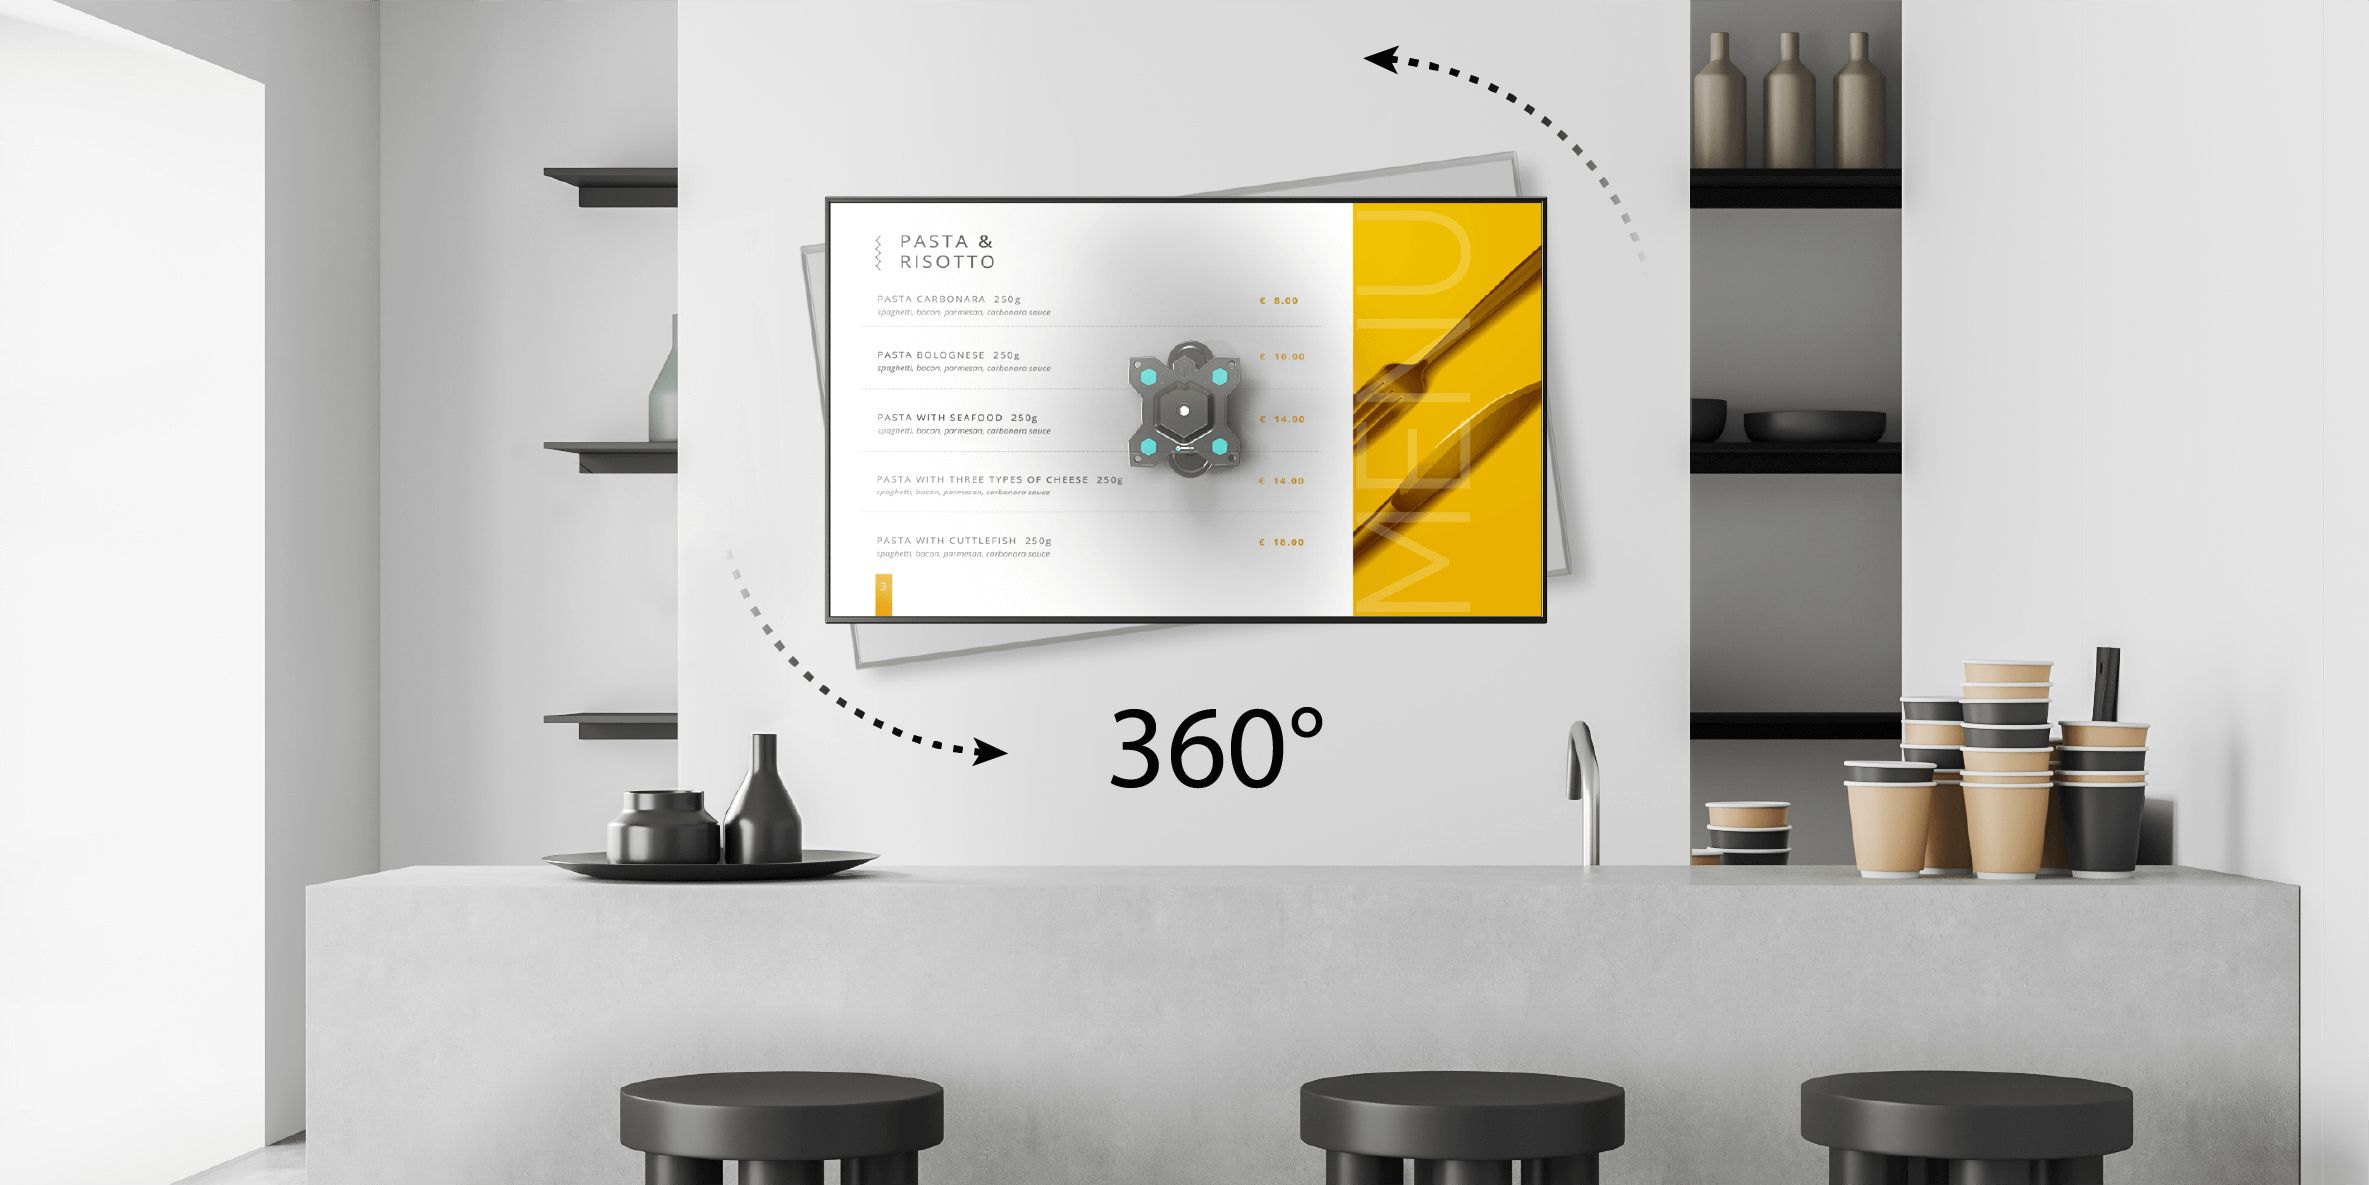 PASTA &
RISOTTO
PASTA CARBONARA 250g
€ 8.00
spaghetti, bacon, parmesan, carbonara sauce
PASTA BOLOGNESE 250g
€ 10.00
spaghetti, bacon, parmesan, carbonara sauce
PASTA WITH SEAFOOD 250g
€ 14.00
spaghetti, bacon, parmesan, carbonara sauce
PASTA WITH THREE TYPES OF CHEESE 250g
€ 14.00
spaghetti, bacon, parmesan, carbonara sauce
PASTA WITH CUTTLEFISH 250g
€ 18.00
spaghetti, bacon, parmesan, carbonara sauce
3
MENU
360°